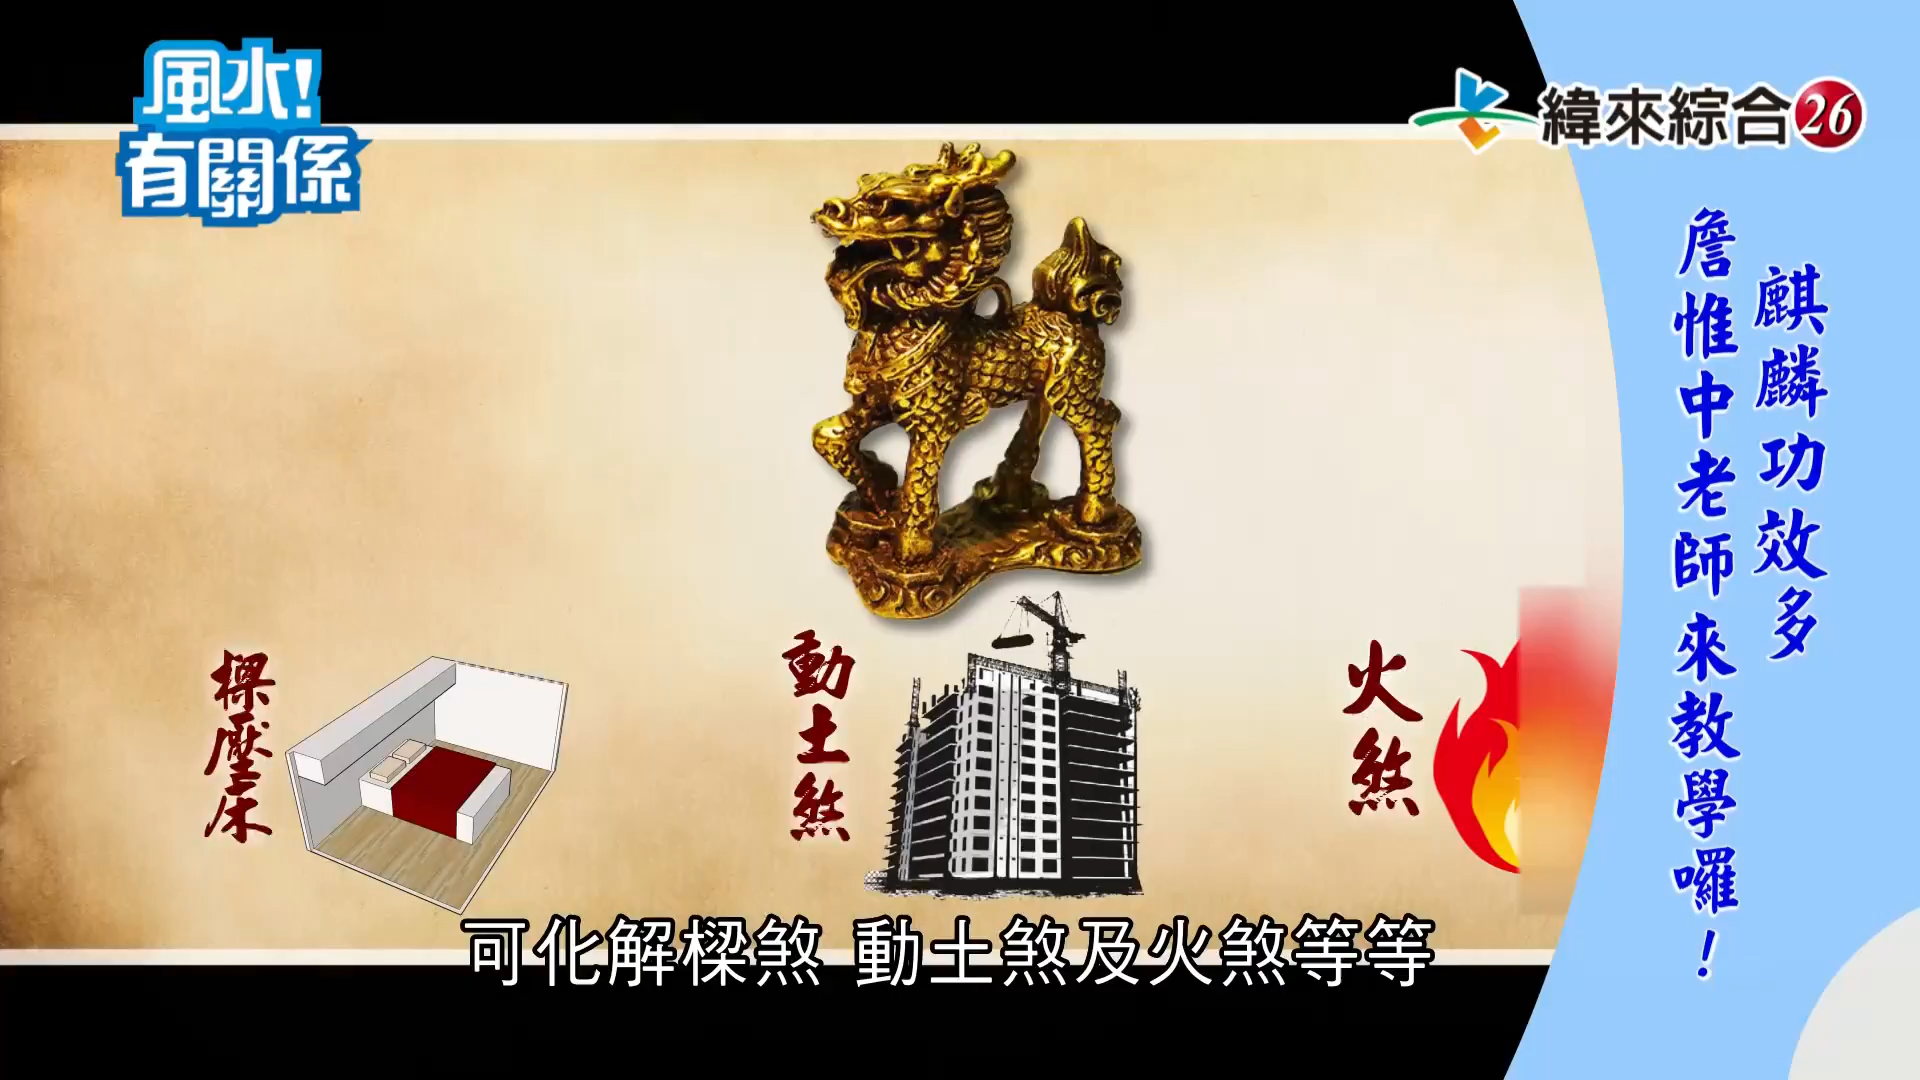 風水！
有關係
緯來綜合26
麒麟功效多
詹惟中老師來教學囉！
樑壓床
動土煞
火煞
可化解樑煞 動土煞及火煞等等